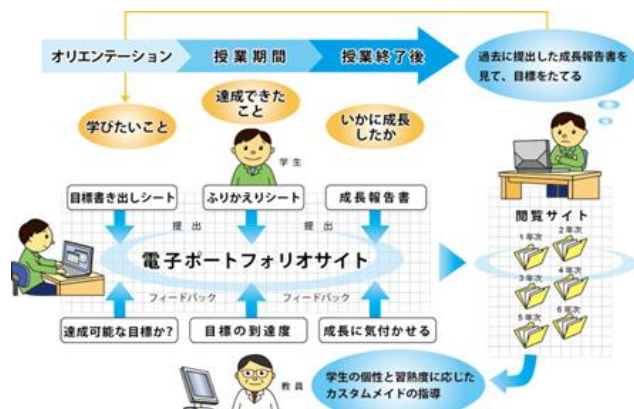 オリエンテーション
授業期間
授業終了後
過去に提出した成長報告書を
見て、目標をたてる
学びたいこと
達成できた
こと
いかに成長
したか
学生
目標書き出しシート
ふりかえりシート
成長報告書
提出
提出
電子ポートフォリオサイト
フィードバック
フィードバック
達成可能な目標か?
目標の到達度
成長に気付かせる
閲覧サイト
1年次
2年次
3年次
4年次
5年次
6年次
教員
学生の個性と習熟度に応じた
カスタムメイドの指導